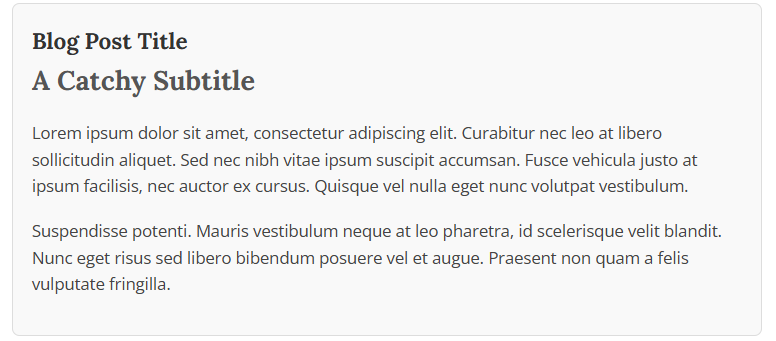 Blog Post Title
A Catchy Subtitle
Lorem ipsum dolor sit amet, consectetur adipiscing elit. Curabitur nec leo at libero
sollicitudin aliquet. Sed nec nibh vitae ipsum suscipit accumsan. Fusce vehicula justo at
ipsum facilisis, nec auctor ex cursus. Quisque vel nulla eget nunc volutpat vestibulum.
Suspendisse potenti. Mauris vestibulum neque at leo pharetra, id scelerisque velit blandit.
Nunc eget risus sed libero bibendum posuere vel et augue. Praesent non quam a felis
vulputate fringilla.